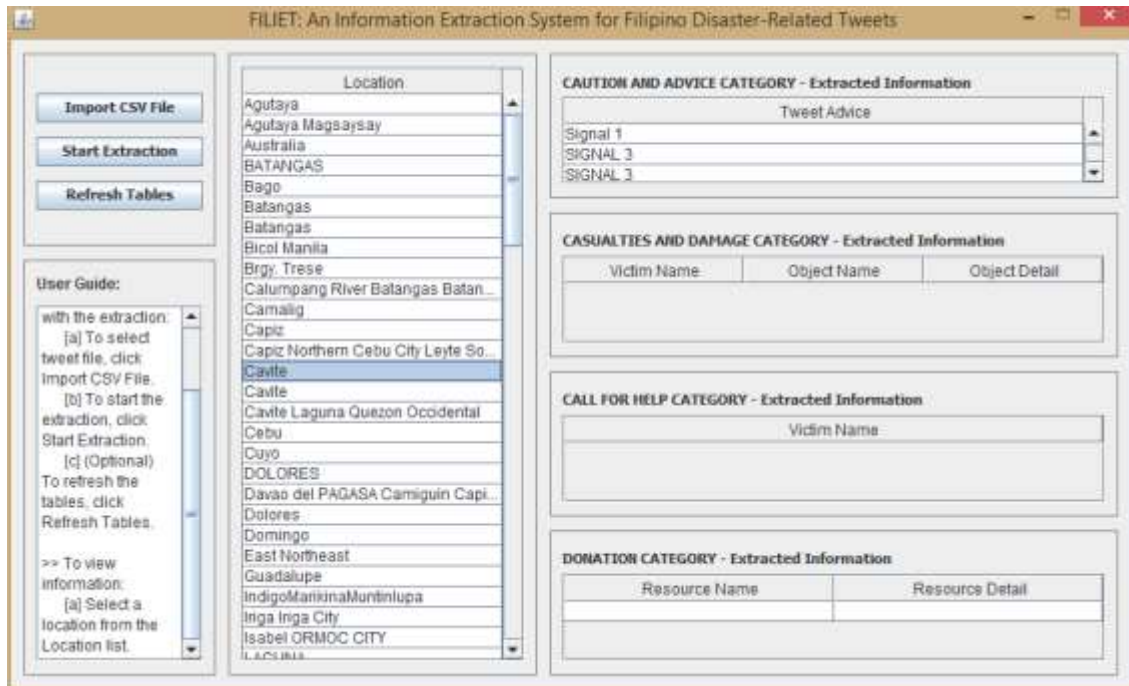 FILIET: An Information Extraction System for Filipino Disaster-Related Tweets
Import CSV File
Start Extraction
Refresh Tables
User Guide:
with the extraction:
[a] To select
tweet file, click
Import CSV File.
[b] To start the
extraction, click
Start Extraction.
[c] (Optional)
To refresh the
tables, click
Refresh Tables.
>> To view
information:
[a] Select a
location from the
Location list.
Location
Agutaya
Agutaya Magsaysay
Australia
BATANGAS
Bago
Batangas
Batangas
Bicol Manila
Brgy. Trese
Calumpang River Batangas Batan...
Camalig
Capiz
Capiz Northern Cebu City Leyte So...
Cavite
Cavite
Cavite Laguna Quezon Occidental
Cebu
Cuyo
DOLORES
Davao del PAGASA Camiguin Capi...
Dolores
Domingo
East Northeast
Guadalupe
IndigoMarikinaMuntinlupa
Iriga Iriga City
Isabel ORMOC CITY
LAGUNA
CAUTION AND ADVICE CATEGORY - Extracted Information
Tweet Advice
Signal 1
SIGNAL 3
SIGNAL 3
CASUALTIES AND DAMAGE CATEGORY - Extracted Information
Victim Name Object Name Object Detail
CALL FOR HELP CATEGORY - Extracted Information
Victim Name
DONATION CATEGORY - Extracted Information
Resource Name Resource Detail